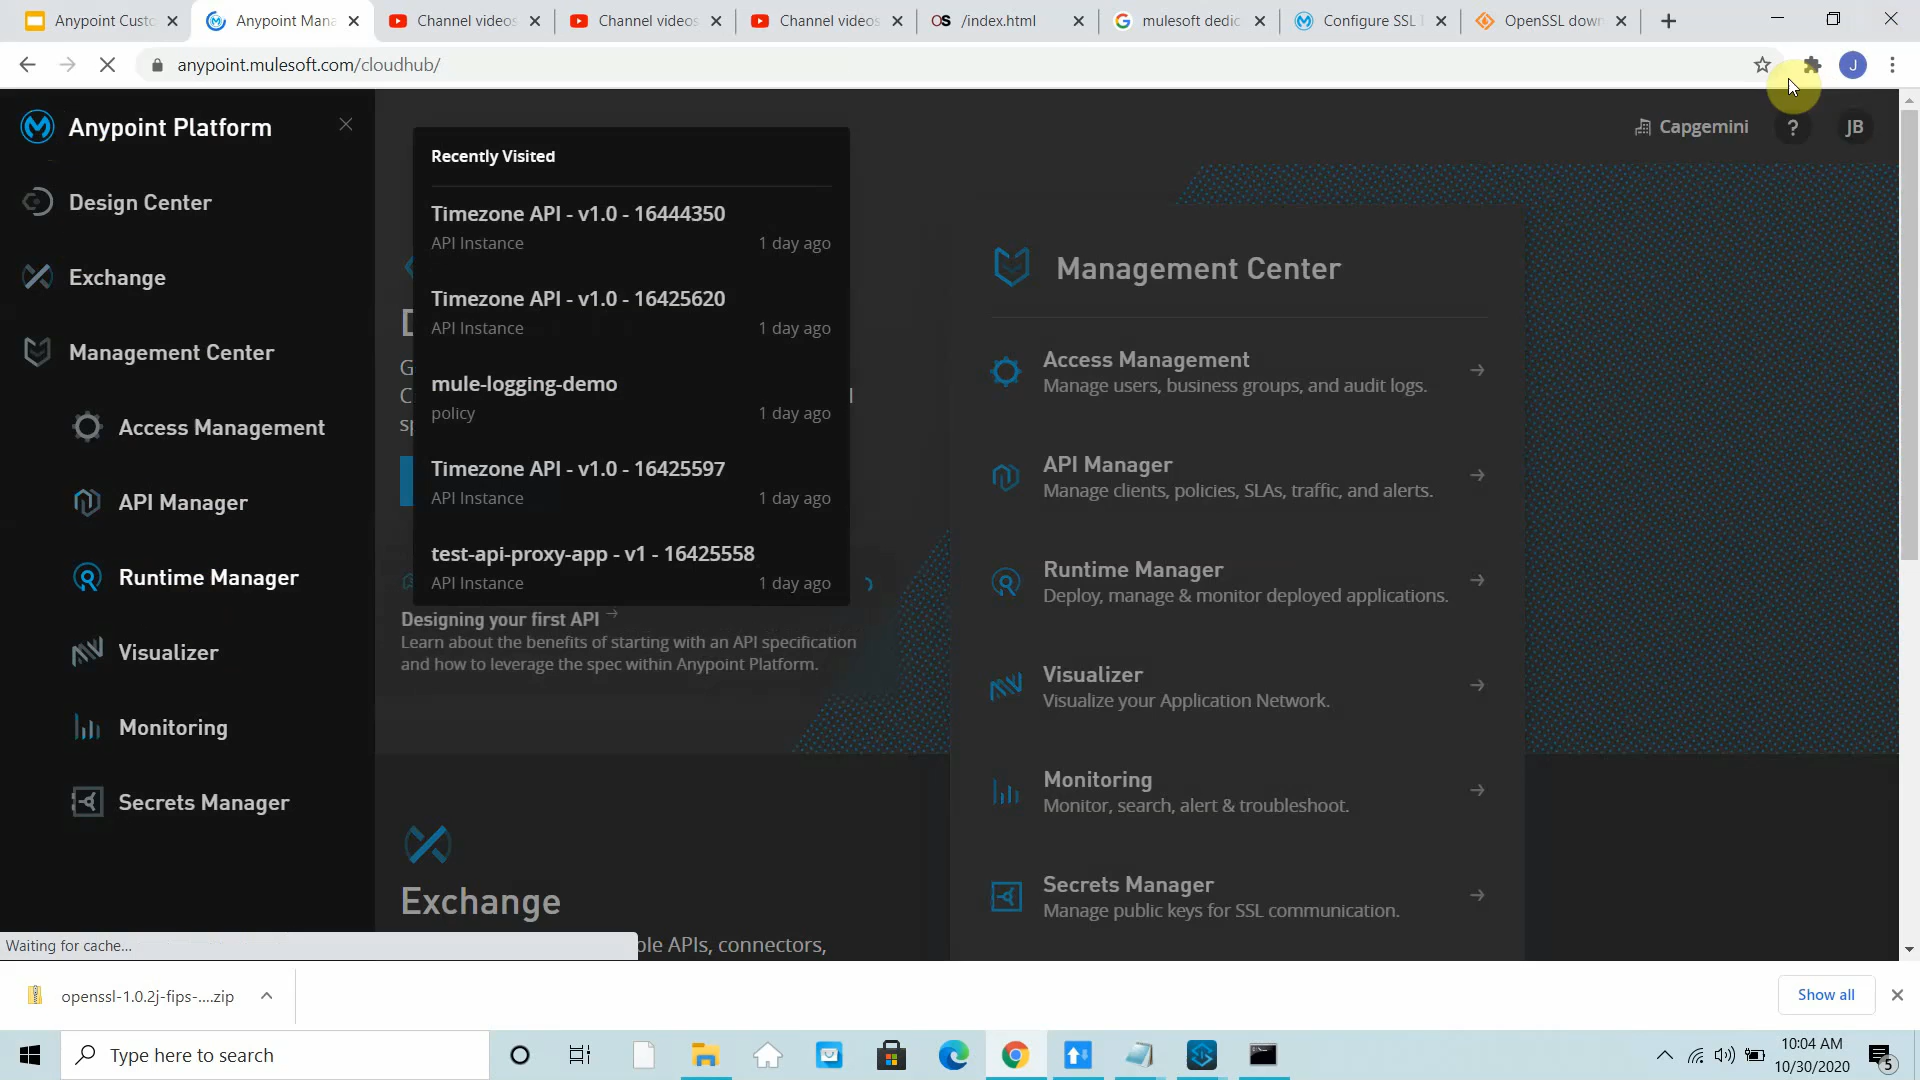 Anypoint Custo
Anypoint Mana
Channel videos
Channel videos
Channel videos
OS /index.html
mulesoft dedic
Configure SSL
OpenSSL down
anypoint.mulesoft.com/cloudhub/
J
Anypoint Platform
Design Center
Exchange
Management Center
Access Management
API Manager
Runtime Manager
Visualizer
Monitoring
Secrets Manager
Recently Visited
Timezone API - v1.0 - 16444350
API Instance 1 day ago
Timezone API - v1.0 - 16425620
API Instance 1 day ago
mule-logging-demo
policy 1 day ago
Timezone API - v1.0 - 16425597
API Instance 1 day ago
test-api-proxy-app - v1 - 16425558
API Instance 1 day ago
Designing your first API
Learn about the benefits of starting with an API specification
and how to leverage the spec within Anypoint Platform.
Exchange
ple APIs, connectors,
Capgemini
?
JB
Management Center
Access Management
Manage users, business groups, and audit logs.
API Manager
Manage clients, policies, SLAs, traffic, and alerts.
Runtime Manager
Deploy, manage & monitor deployed applications.
Visualizer
Visualize your Application Network.
Monitoring
Monitor, search, alert & troubleshoot.
Secrets Manager
Manage public keys for SSL communication.
Waiting for cache...
openssl-1.0.2j-fips-....zip
Show all
Type here to search
10:04 AM
10/30/2020
5